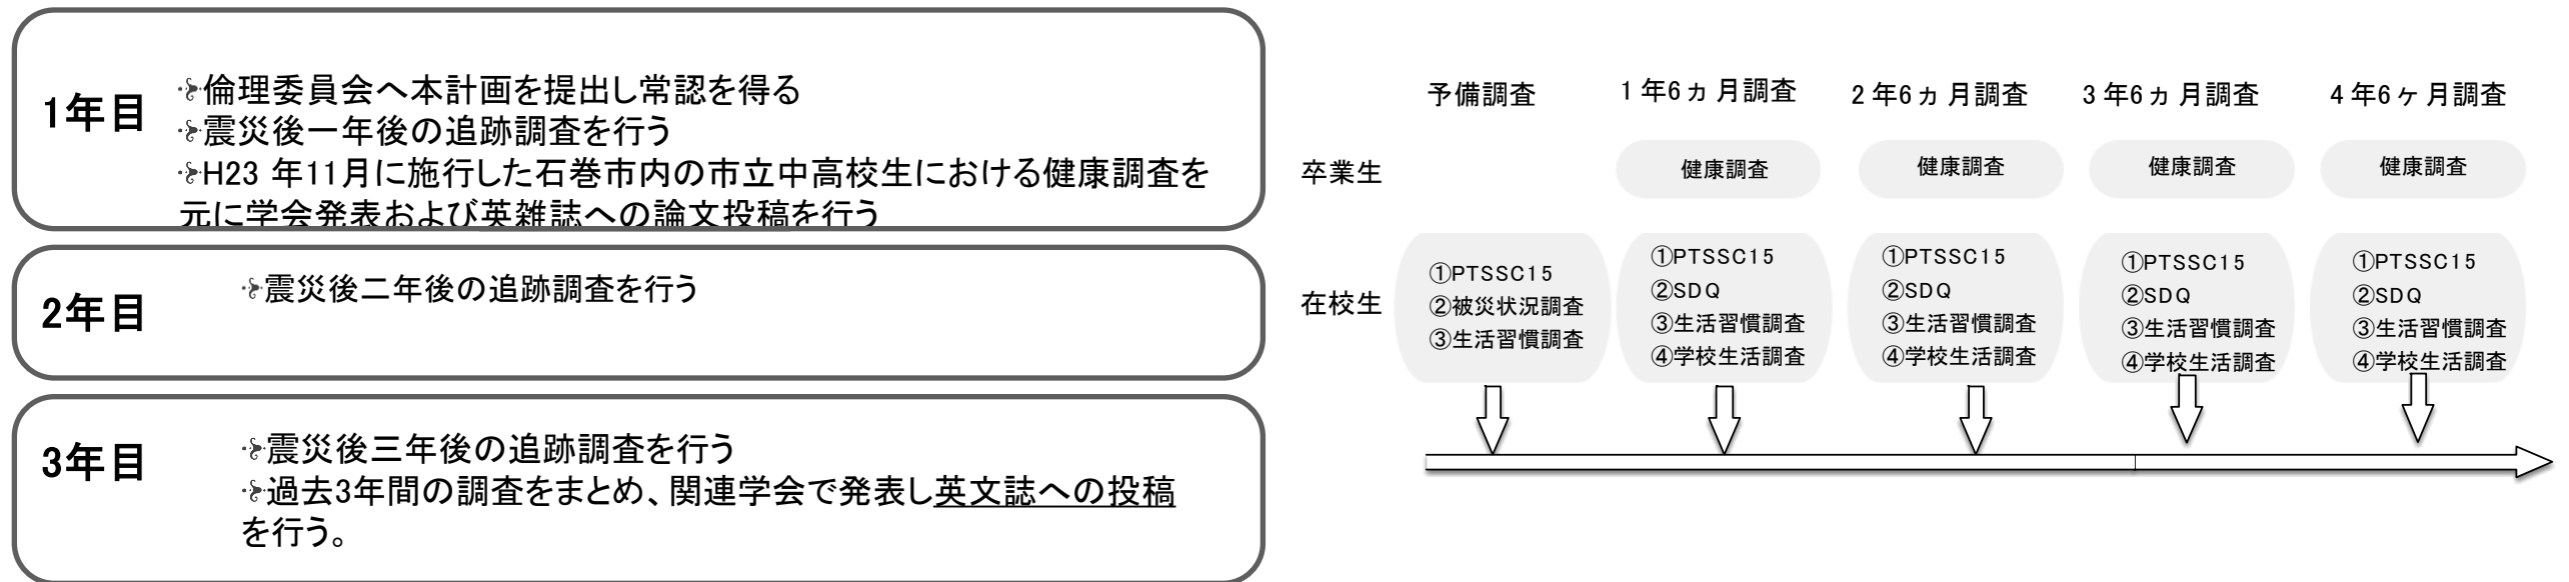 1年目
倫理委員会へ本計画を提出し常認を得る
震災後一年後の追跡調査を行う
H23 年11月に施行した石巻市内の市立中高校生における健康調査を
元に学会発表および英雑誌への論文投稿を行う
2年目
震災後二年後の追跡調査を行う
3年目
震災後三年後の追跡調査を行う
過去3年間の調査をまとめ、関連学会で発表し英文誌への投稿
を行う。
予備調査
1 年6ヵ月調査
2 年6ヵ月調査
3 年6ヵ月調査
4 年6ヶ月調査
卒業生
健康調査
健康調査
健康調査
健康調査
在校生
①PTSSC15
②被災状況調査
③生活習慣調査
①PTSSC15
②SDQ
③生活習慣調査
④学校生活調査
①PTSSC15
②SDQ
③生活習慣調査
④学校生活調査
①PTSSC15
②SDQ
③生活習慣調査
④学校生活調査
①PTSSC15
②SDQ
③生活習慣調査
④学校生活調査